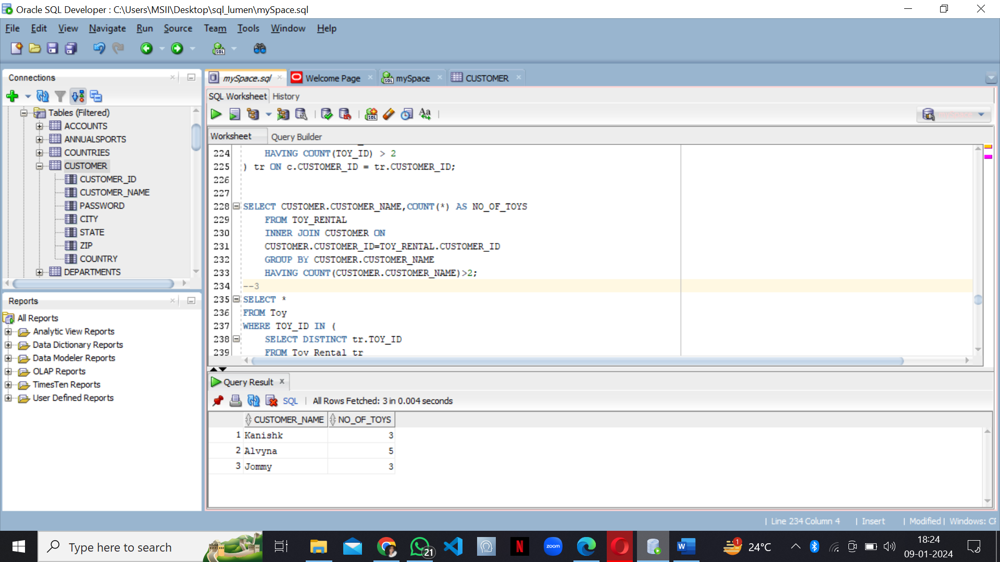 Oracle SQL Developer : C:\Users\MSII\Desktop\sql_lumen\mySpace.sql
File Edit View Navigate Run Source Team Tools Window Help
Connections
Tables (Filtered)
ACCOUNTS
ANNUALSPORTS
COUNTRIES
CUSTOMER
CUSTOMER_ID
CUSTOMER_NAME
PASSWORD
CITY
STATE
ZIP
COUNTRY
DEPARTMENTS
Reports
All Reports
Analytic View Reports
Data Dictionary Reports
Data Modeler Reports
OLAP Reports
TimesTen Reports
User Defined Reports
mySpace.sql Welcome Page mySpace CUSTOMER
SQL Worksheet History
Worksheet Query Builder
224 HAVING COUNT(TOY_ID) > 2
225 ) tr ON c.CUSTOMER_ID = tr.CUSTOMER_ID;
226
227
228 SELECT CUSTOMER.CUSTOMER_NAME,COUNT(*) AS NO_OF_TOYS
229 FROM TOY_RENTAL
230 INNER JOIN CUSTOMER ON
231 CUSTOMER.CUSTOMER_ID=TOY_RENTAL.CUSTOMER_ID
232 GROUP BY CUSTOMER.CUSTOMER_NAME
233 HAVING COUNT(CUSTOMER.CUSTOMER_NAME)>2;
234 --3
235 SELECT *
236 FROM Toy
237 WHERE TOY_ID IN (
238 SELECT DISTINCT tr.TOY_ID
239 FROM Toy_Rental tr
Query Result
SQL | All Rows Fetched: 3 in 0.004 seconds
CUSTOMER_NAME NO_OF_TOYS
1 Kanishk 3
2 Alvyna 5
3 Jommy 3
| Line 234 Column 4 | Insert | Modified | Windows: CR
Type here to search
21
zoom
1
24°C
18:24
09-01-2024